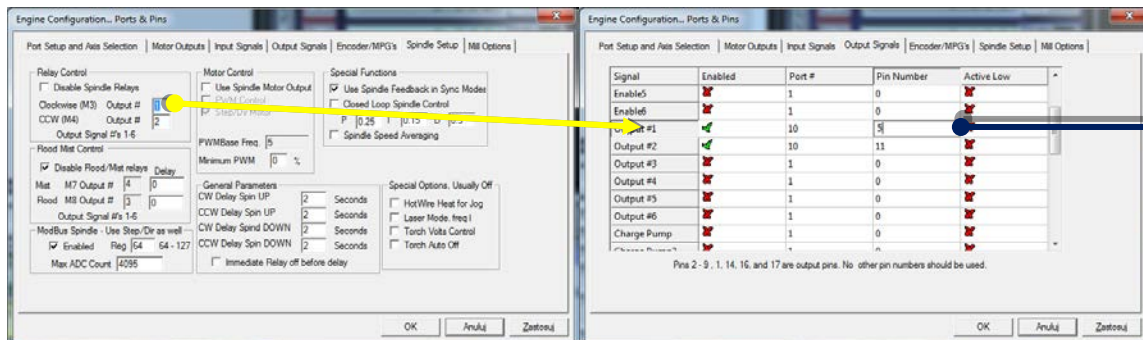 Engine Configuration... Ports & Pins
Port Setup and Axis Selection | Motor Outputs | Input Signals | Output Signals | Encoder/MPG's | Spindle Setup | Mill Options
Relay Control
Disable Spindle Relays
Clockwise (M3) Output # 1
CCW (M4) Output # 2
Output Signal #'s 1-6
Flood Mist Control
Disable Flood/Mist relays Delay
Mist M7 Output # 4 0
Flood M8 Output # 3 0
Output Signal #'s 1-6
ModBus Spindle - Use Step/Dir as well
Enabled Reg 64 64 - 127
Max ADC Count 4095
Motor Control
Use Spindle Motor Output
PWM Control
Step/Dir Motor
PWMBase Freq. 5
Minimum PWM 0 %
General Parameters
CW Delay Spin UP 2 Seconds
CCW Delay Spin UP 2 Seconds
CW Delay Spind DOWN 2 Seconds
CCW Delay Spin DOWN 2 Seconds
Immediate Relay off before delay
Special Functions
Use Spindle Feedback in Sync Modes
Closed Loop Spindle Control
P 0.25 I 0.15 D
Spindle Speed Averaging
Special Options, Usually Off
HotWire Heat for Jog
Laser Mode. freq
Torch Volts Control
Torch Auto Off
OK Anuluj Zastosuj
Engine Configuration... Ports & Pins
Port Setup and Axis Selection | Motor Outputs | Input Signals | Output Signals | Encoder/MPG's | Spindle Setup | Mill Options
Signal Enabled Port # Pin Number Active Low
Enable5 1 0
Enable6 1 0
Output #1 10 5
Output #2 10 11
Output #3 1 0
Output #4 1 0
Output #5 1 0
Output #6 1 0
Charge Pump 1 0
Charge Pump2 1 0
Pins 2 - 9 , 1, 14, 16, and 17 are output pins. No other pin numbers should be used.
OK Anuluj Zastosuj